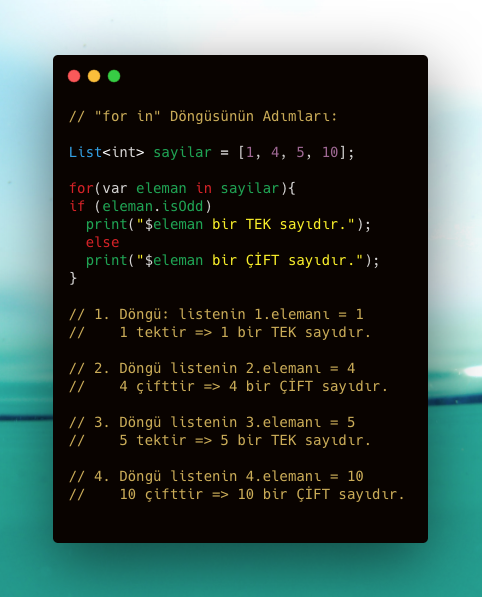 // "for in" Döngüsünün Adımları:
List<int> sayilar = [1, 4, 5, 10];
for(var eleman in sayilar){
if (eleman.isOdd)
print("$eleman bir TEK sayıdır.");
else
print("$eleman bir ÇİFT sayıdır.");
}
// 1. Döngü: listenin 1.elemanı = 1
// 1 tektir => 1 bir TEK sayıdır.
// 2. Döngü listenin 2.elemanı = 4
// 4 çifttir => 4 bir ÇİFT sayıdır.
// 3. Döngü listenin 3.elemanı = 5
// 5 tektir => 5 bir TEK sayıdır.
// 4. Döngü listenin 4.elemanı = 10
// 10 çifttir => 10 bir ÇİFT sayıdır.